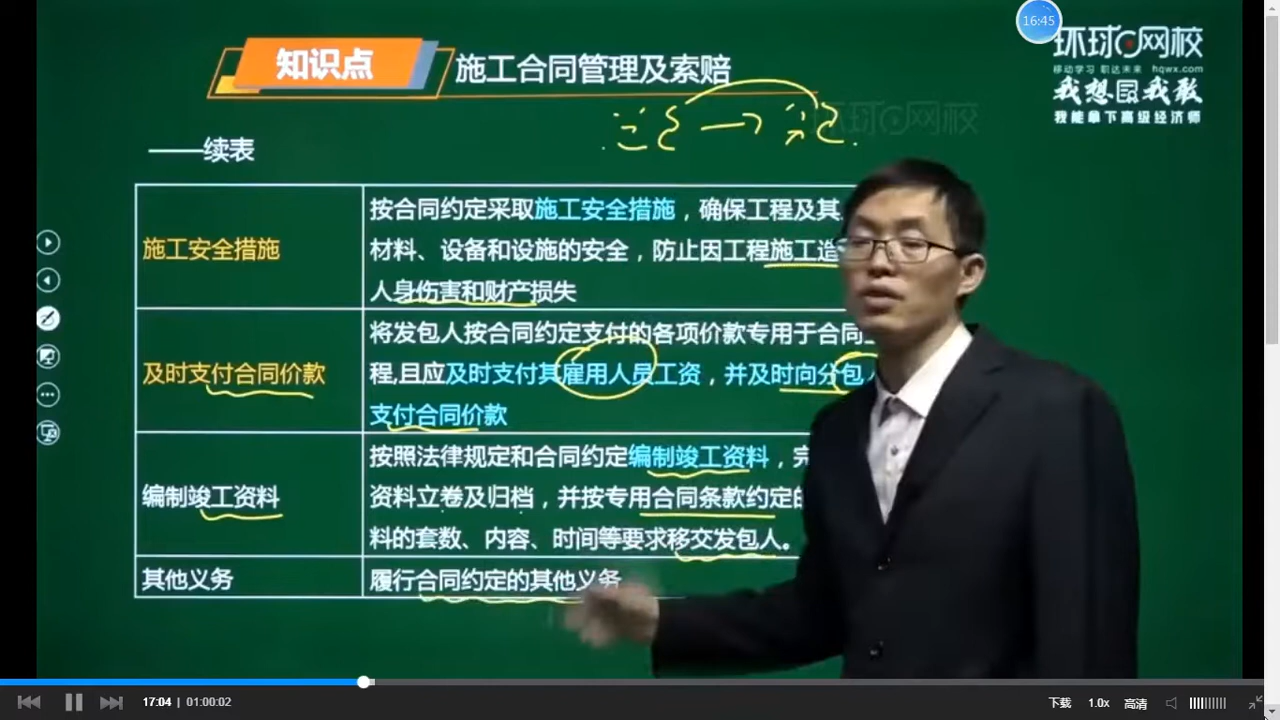 16:45
环球网校
移动学习 职达未来 hqwx.com
我想我敢
我能拿下高级经济师
知识点
施工合同管理及索赔
环球网校
——续表
施工安全措施
按合同约定采取施工安全措施，确保工程及其
材料、设备和设施的安全，防止因工程施工造
人身伤害和财产损失
及时支付合同价款
将发包人按合同约定支付的各项价款专用于合同
程,且应及时支付其雇用人员工资，并及时向分包
支付合同价款
编制竣工资料
按照法律规定和合同约定编制竣工资料，完
资料立卷及归档，并按专用合同条款约定的
料的套数、内容、时间等要求移交发包人。
其他义务
履行合同约定的其他义务
17:04 | 01:00:02
下载 1.0x 高清